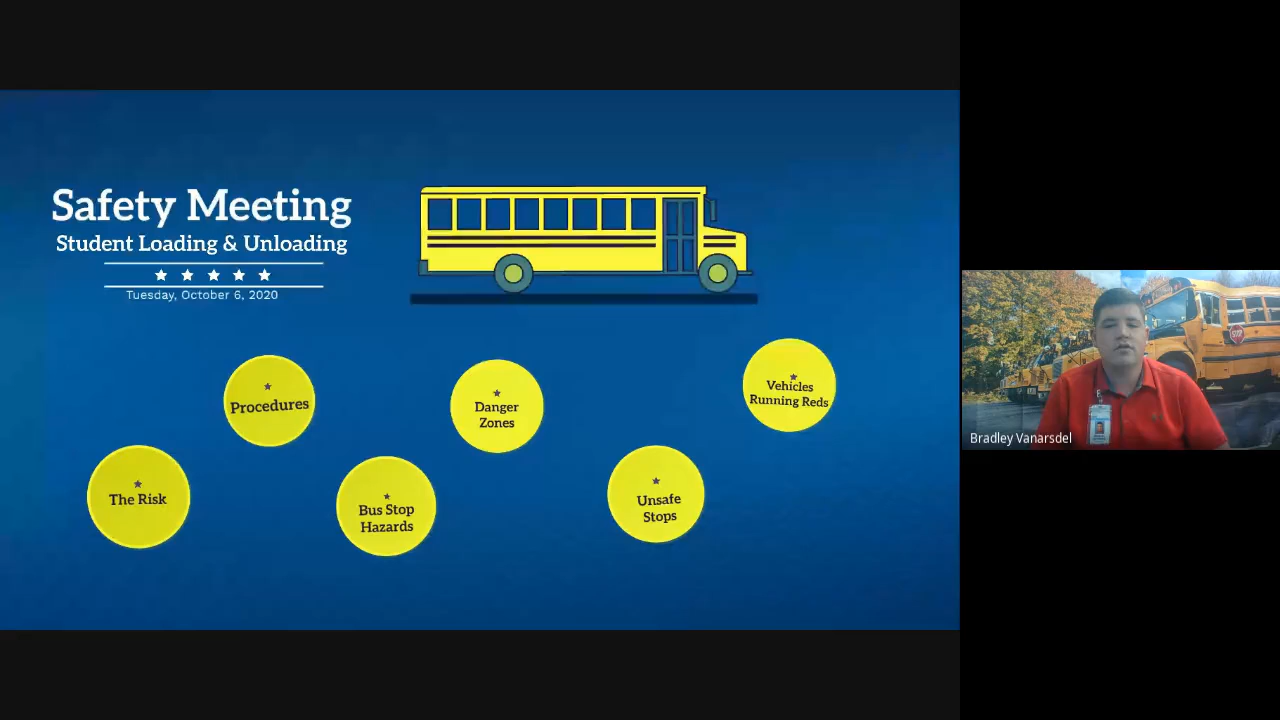 Safety Meeting
Student Loading & Unloading
Tuesday, October 6, 2020
The Risk
Procedures
Bus Stop
Hazards
Danger
Zones
Unsafe
Stops
Vehicles
Running Reds
STOP
Bradley Vanarsdel